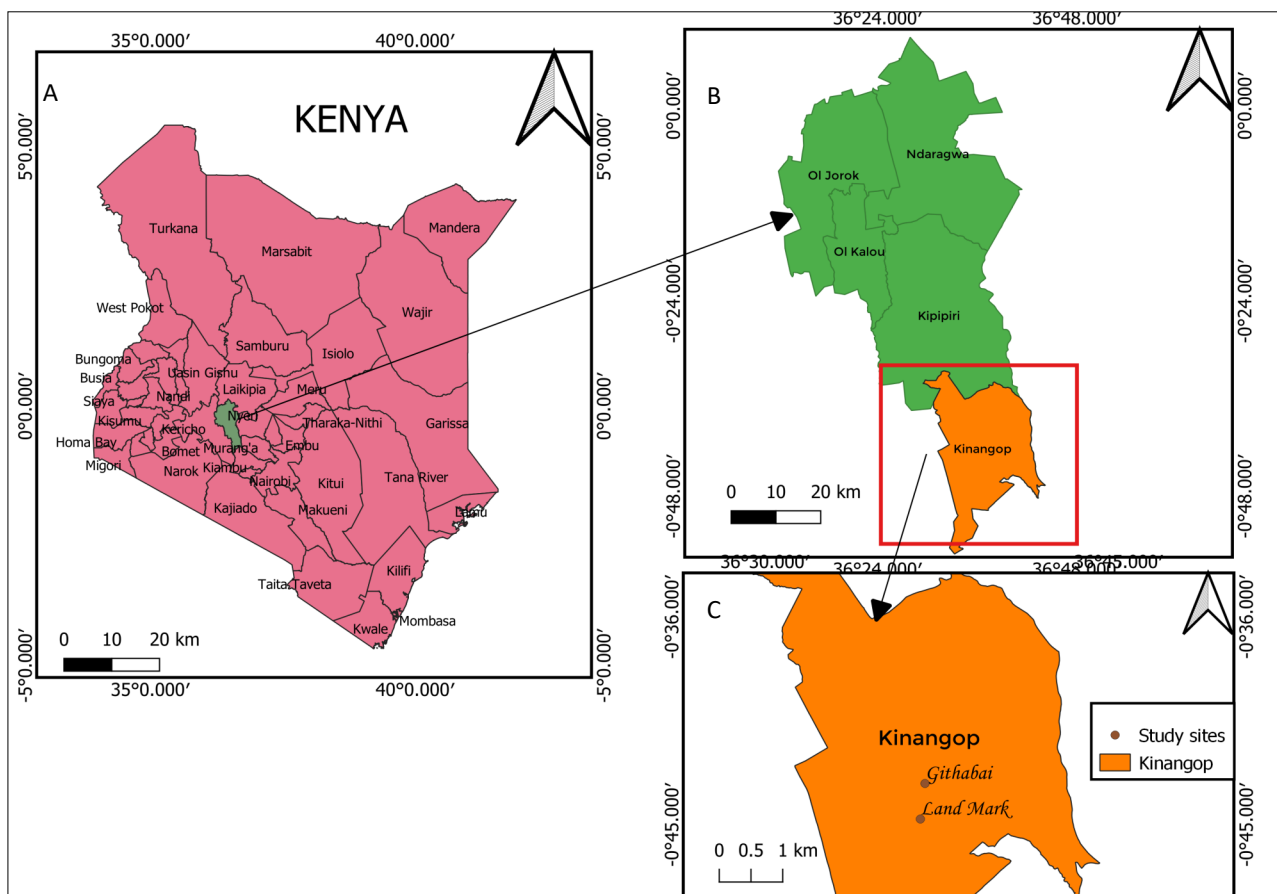 A
KENYA
35°0.000′
40°0.000′
5°0.000′
5°0.000′
0°0.000′
0°0.000′
-5°0.000′
-5°0.000′
35°0.000′
40°0.000′
Turkana
Marsabit
Mandera
Wajir
West Pokot
Samburu
Isiolo
Bungoma
Uasin Gishu
Busia
Laikipia
Meru
Nandi
Siaya
Nyeri
Kisumu
Tharaka-Nithi
Garissa
Kericho
Homa Bay
Embu
Bomet
Murang'a
Migori
Narok
Kiambu
Nairobi
Kitui
Tana River
Kajiado
Makueni
Lamu
Kilifi
Taita Taveta
Mombasa
Kwale
0 10 20 km
B
36°24.000′
36°48.000′
0°0.000′
0°0.000′
-0°24.000′
-0°24.000′
-0°48.000′
-0°48.000′
Ndaragwa
Ol Jorok
Ol Kalou
Kipipiri
Kinangop
0 10 20 km
36°24.000′
36°48.000′
C
36°30.000′
36°45.000′
-0°36.000′
-0°36.000′
-0°45.000′
-0°45.000′
Kinangop
Githabai
Land Mark
0 0.5 1 km
Study sites
Kinangop